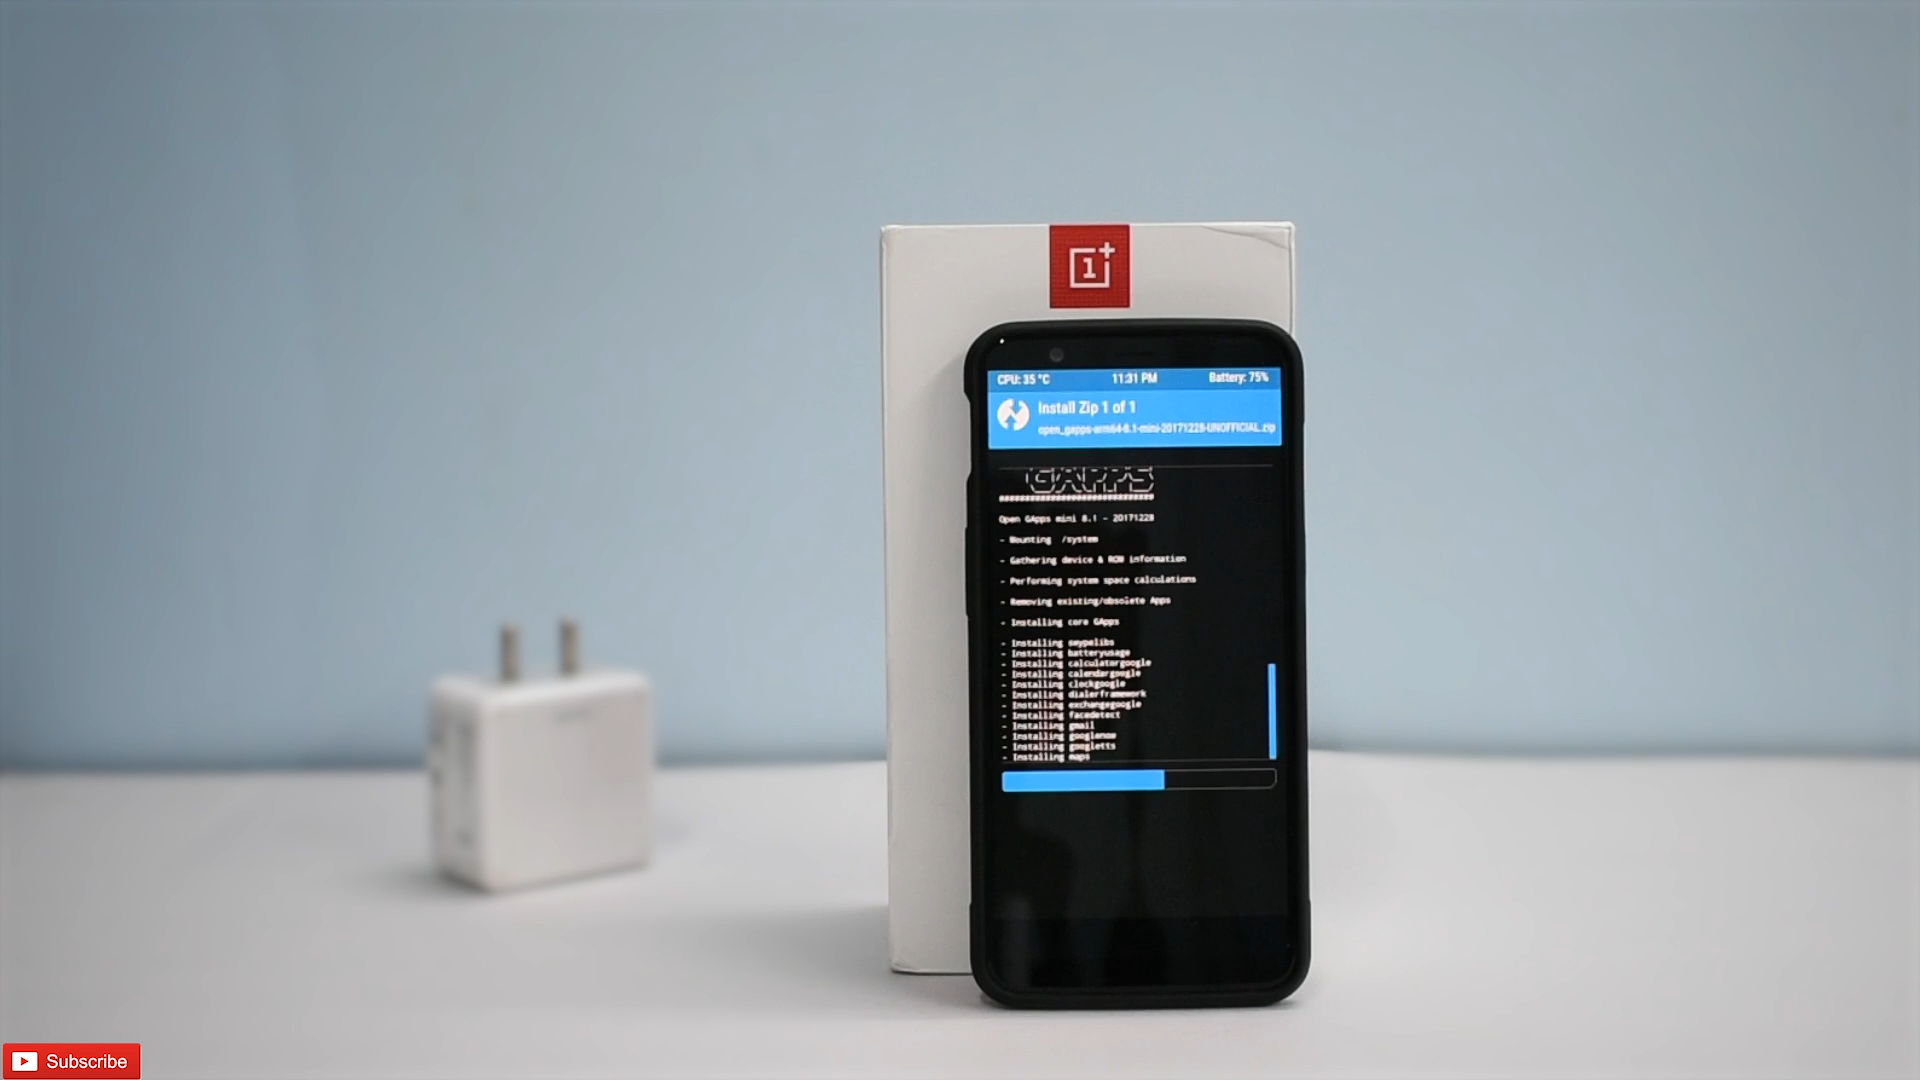 1+
CPU: 35 °C 11:31 PM Battery: 75%
Install Zip 1 of 1
open_gapps-arm64-8.1-mini-20171228-UNOFFICIAL.zip
GAPPS
##############################
Open GApps mini 8.1 - 20171228
- Mounting /system
- Gathering device & ROM information
- Performing system space calculations
- Removing existing/obsolete Apps
- Installing core GApps
- Installing swypelibs
- Installing batteryusage
- Installing calculatorgoogle
- Installing calendargoogle
- Installing clockgoogle
- Installing dialerframework
- Installing exchangegoogle
- Installing facedetect
- Installing gmail
- Installing googlenow
- Installing googletts
- Installing maps
Subscribe